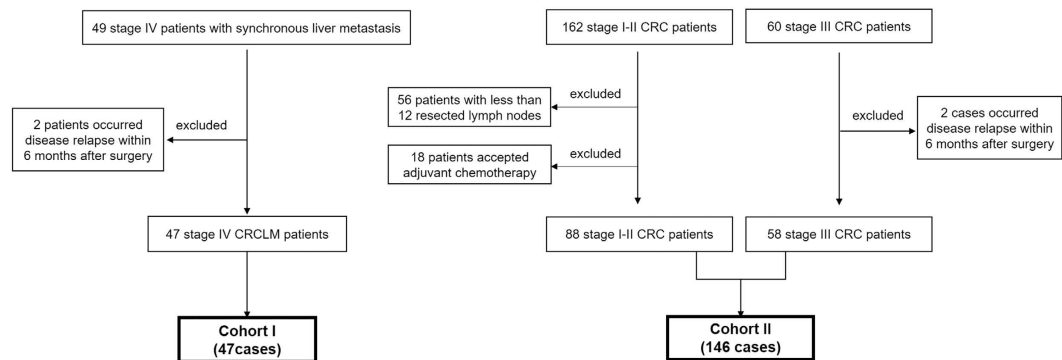 49 stage IV patients with synchronous liver metastasis
162 stage I-II CRC patients
60 stage III CRC patients
2 patients occurred
disease relapse within
6 months after surgery
excluded
56 patients with less than
12 resected lymph nodes
excluded
18 patients accepted
adjuvant chemotherapy
excluded
excluded
2 cases occurred
disease relapse within
6 months after surgery
47 stage IV CRCLM patients
88 stage I-II CRC patients
58 stage III CRC patients
Cohort I
(47cases)
Cohort II
(146 cases)